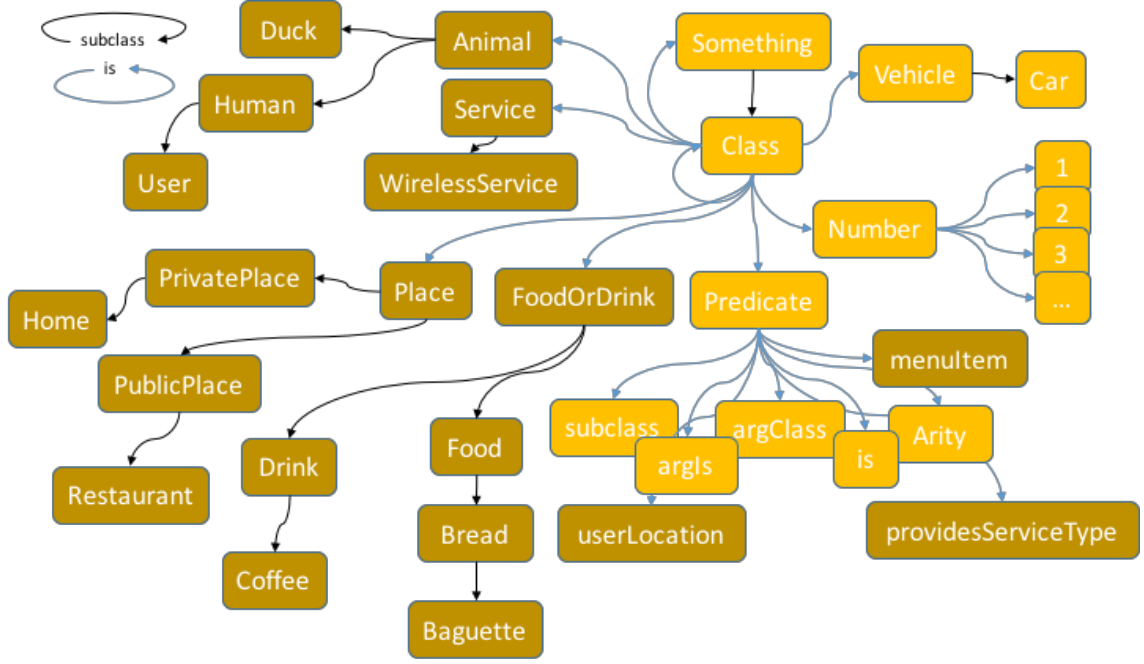 subclass
is
Duck
Animal
Something
Vehicle
Car
Human
Service
Class
User
WirelessService
1
2
3
...
Number
PrivatePlace
Place
FoodOrDrink
Predicate
Home
PublicPlace
menuItem
subclass
argClass
Arity
argIs
is
Food
Drink
Restaurant
Bread
userLocation
providesServiceType
Coffee
Baguette